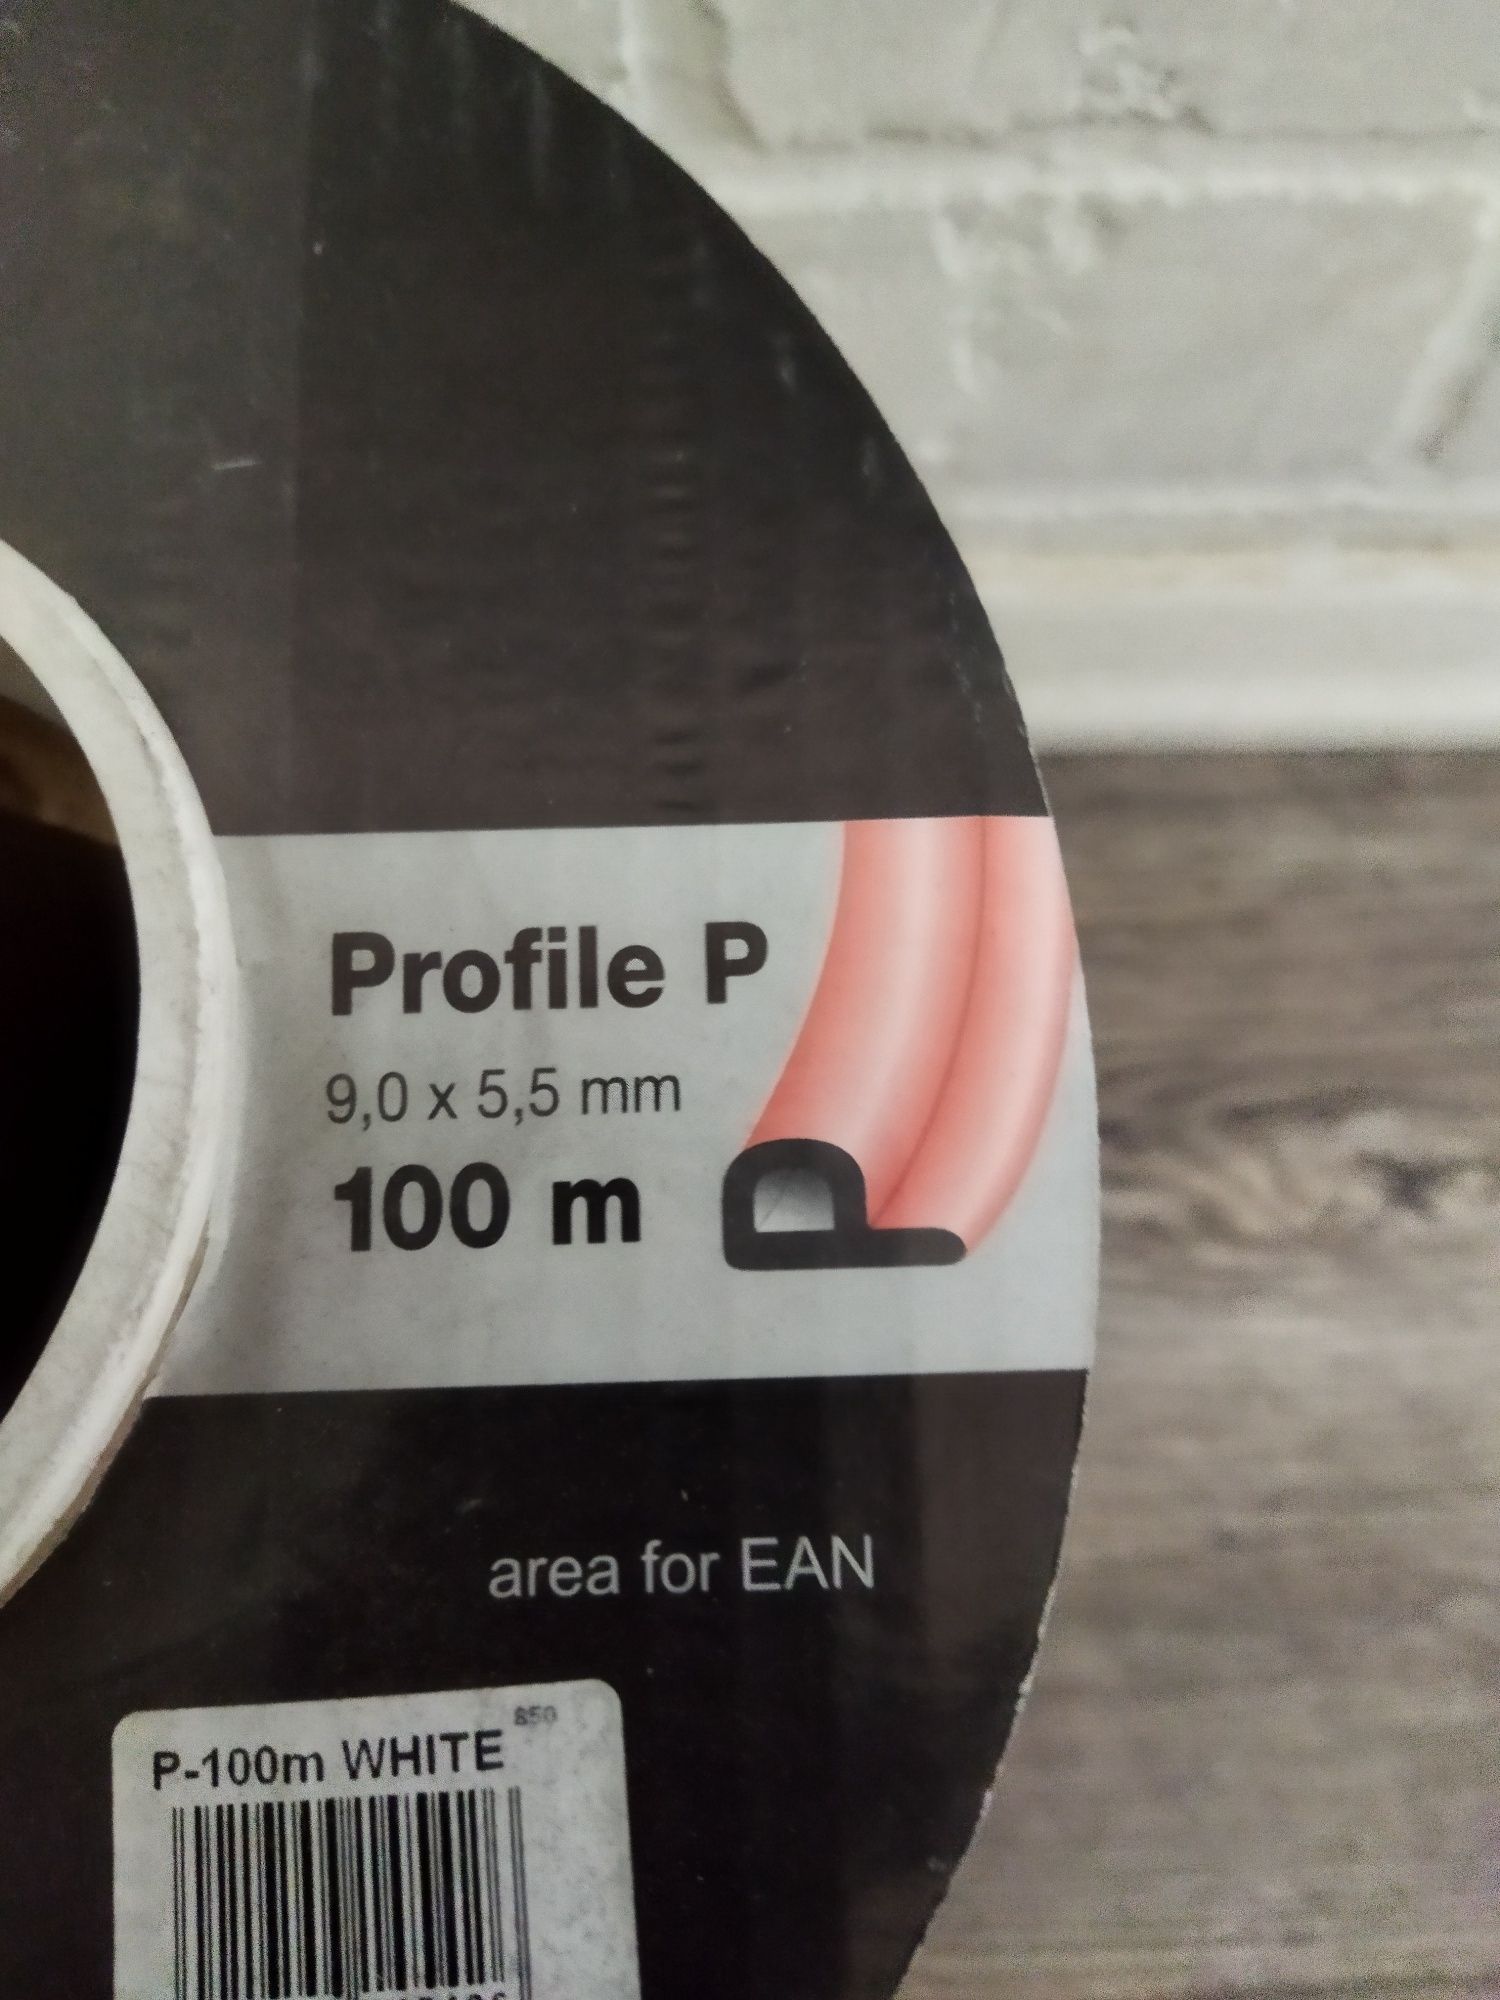 Profile P
9,0 x 5,5 mm
100 m
area for EAN
850
P-100m WHITE